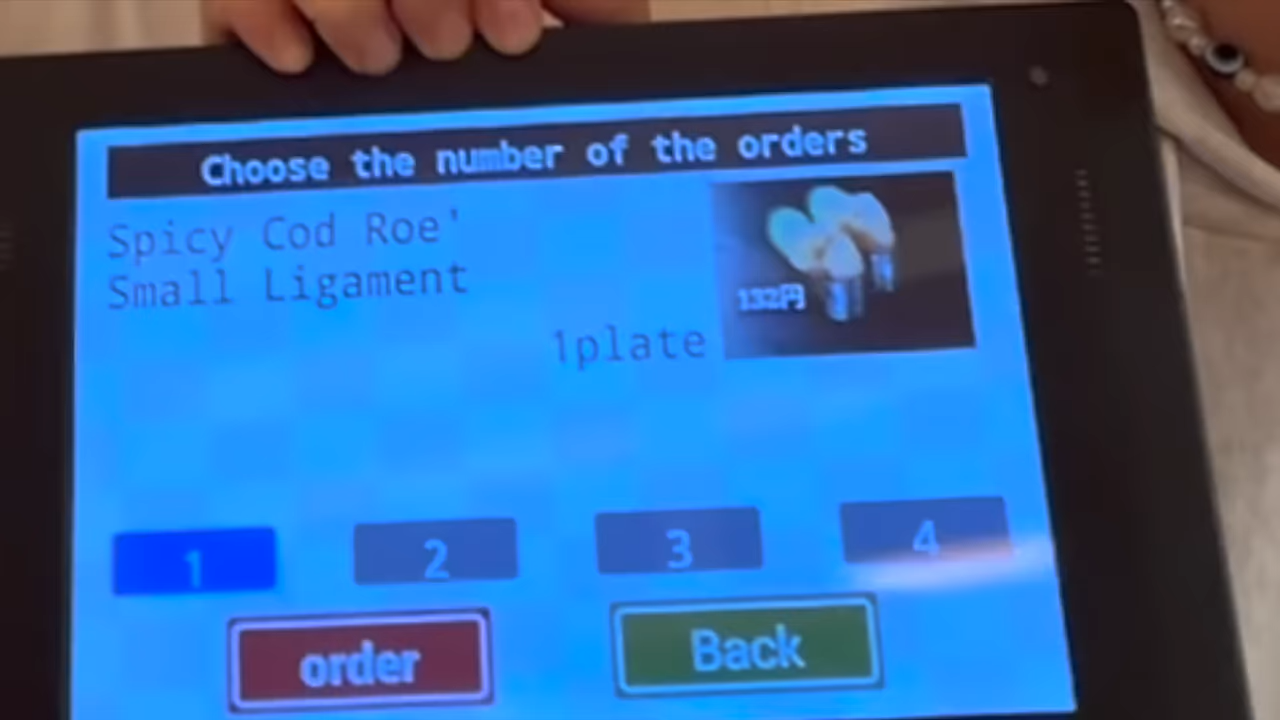 Choose the number of the orders
Spicy Cod Roe'
Small Ligament
132円
1plate
1
2
3
4
order
Back